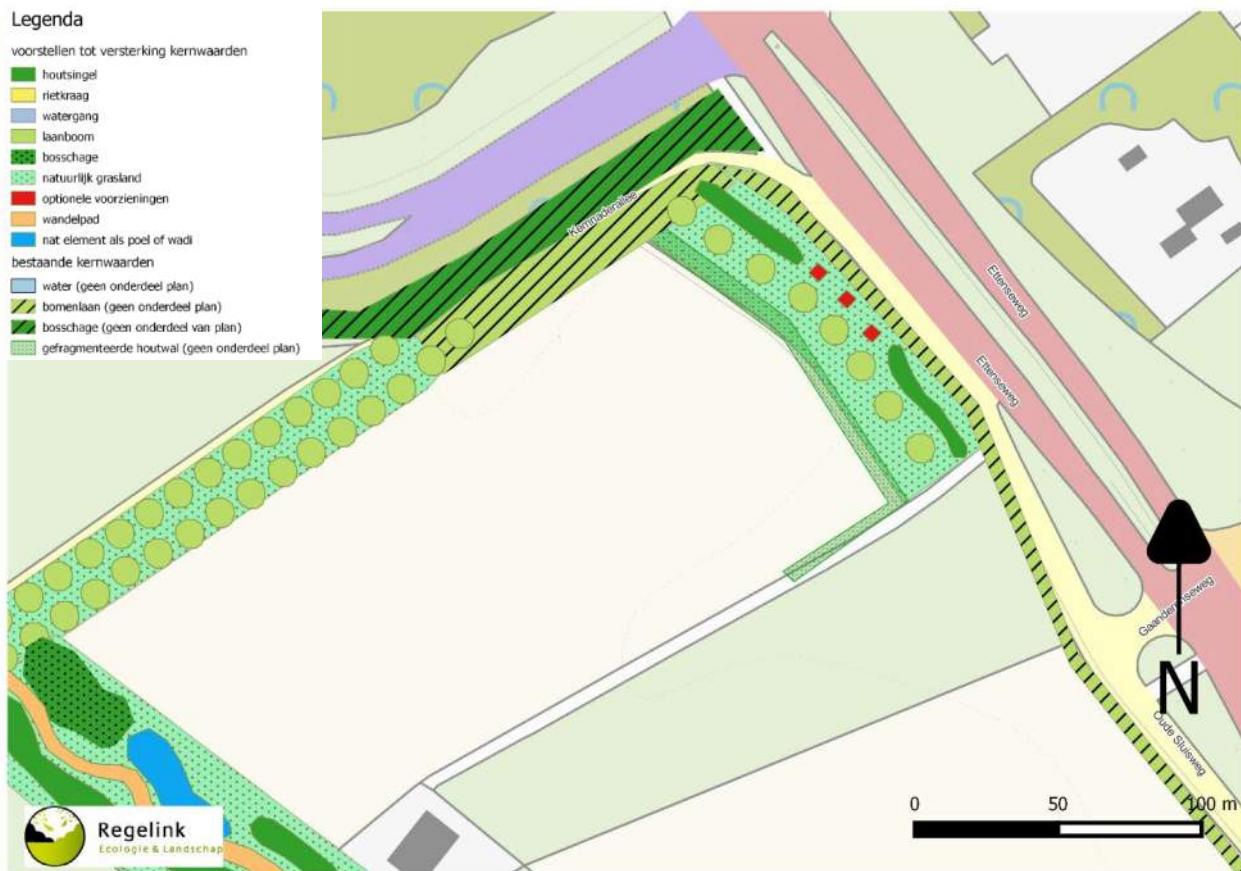 Legenda
voorstellen tot versterking kernwaarden
houtsingel
rietkraag
watergang
laanboom
bosschage
natuurlijk grasland
optionele voorzieningen
wandelpad
nat element als poel of wadi
bestaande kernwaarden
water (geen onderdeel plan)
bomenlaan (geen onderdeel plan)
bosschage (geen onderdeel van plan)
gefragmenteerde houtwal (geen onderdeel plan)
Kemnaderallee
Ettenseweg
Ettenseweg
Gaanderenseweg
Oude Sluisweg
N
0 50 100 m
Regelink
Ecologie & Landschap